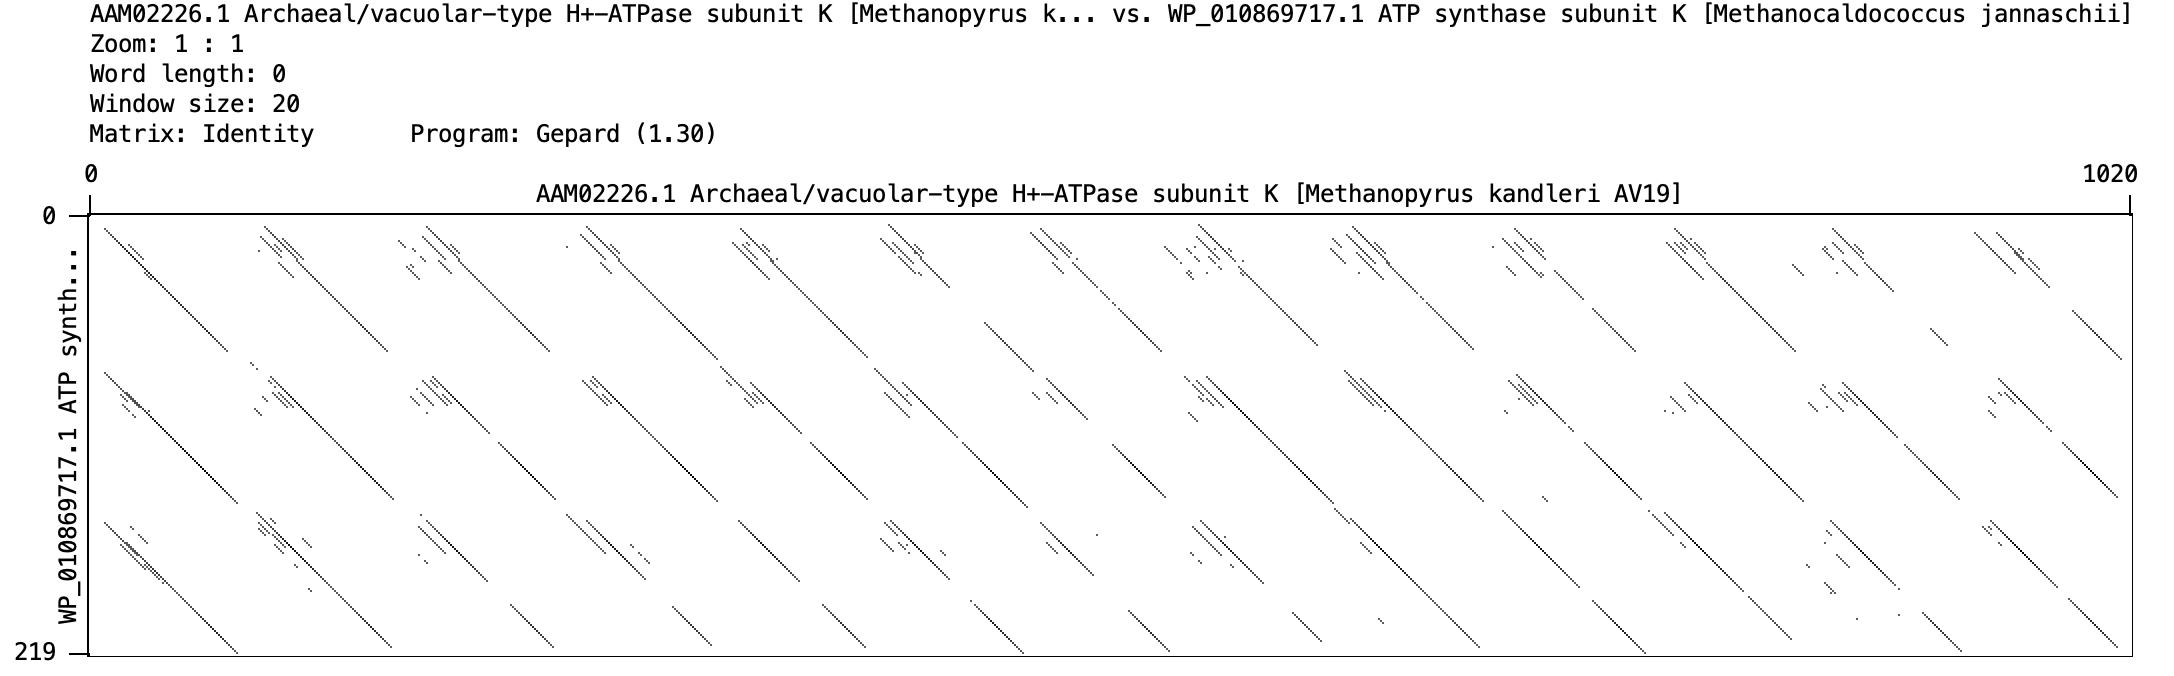 AAM02226.1 Archaeal/vacuolar-type H+-ATPase subunit K [Methanopyrus k... vs. WP_010869717.1 ATP synthase subunit K [Methanocaldococcus jannaschii]
Zoom: 1 : 1
Word length: 0
Window size: 20
Matrix: Identity Program: Gepard (1.30)
0 1020
AAM02226.1 Archaeal/vacuolar-type H+-ATPase subunit K [Methanopyrus kandleri AV19]
0
WP_010869717.1 ATP synth...
219